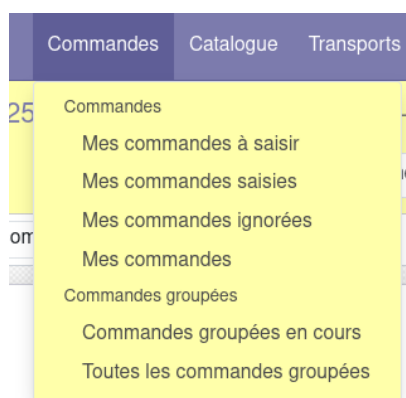 Commandes Catalogue Transports
25
Commandes
Mes commandes à saisir
Mes commandes saisies
Mes commandes ignorées
om
Mes commandes
Commandes groupées
Commandes groupées en cours
Toutes les commandes groupées